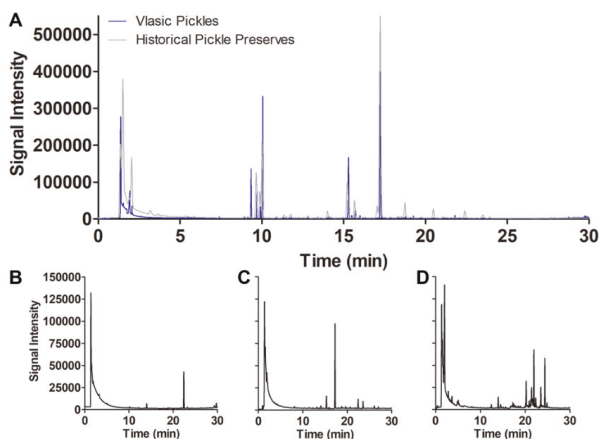 A
Vlasic Pickles
Historical Pickle Preserves
Signal Intensity
500000
400000
300000
200000
100000
0
0 5 10 15 20 25 30
Time (min)
B
C
D
Signal Intensity
150000
125000
100000
75000
50000
25000
0
0 10 20 30
0 10 20 30
0 10 20 30
Time (min)
Time (min)
Time (min)